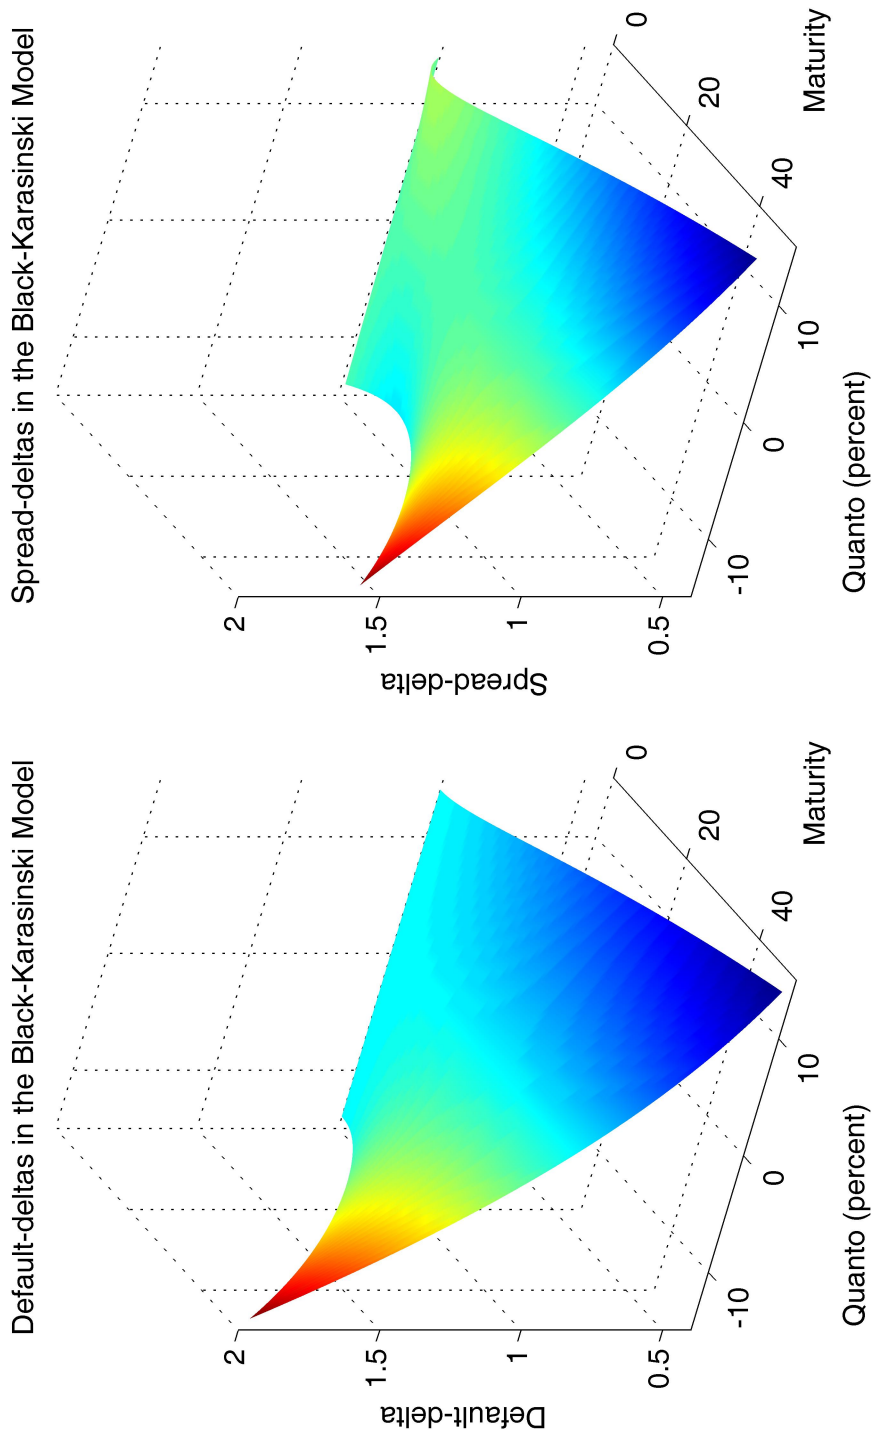 Default-deltas in the Black-Karasinski Model
2
1.5
1
0.5
Default-delta
-10
0
10
Quanto (percent)
40
20
0
Maturity
Spread-deltas in the Black-Karasinski Model
2
1.5
1
0.5
Spread-delta
-10
0
10
Quanto (percent)
40
20
0
Maturity